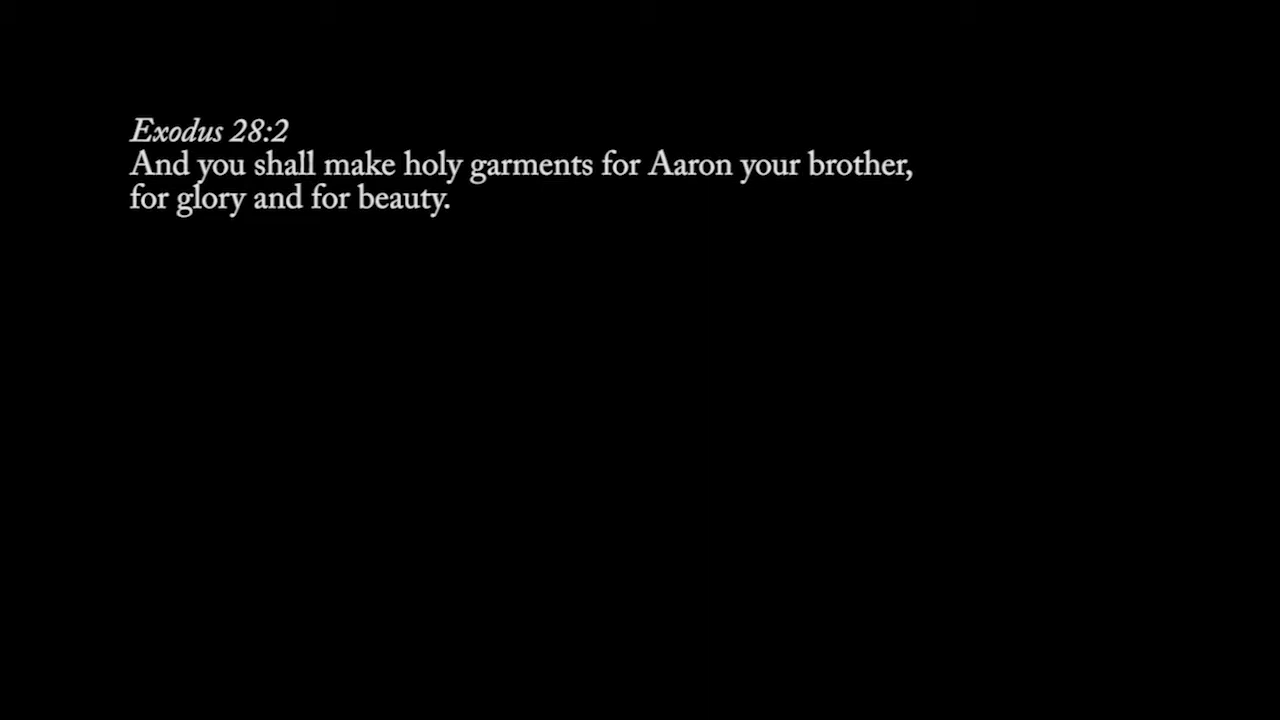 Exodus 28:2
And you shall make holy garments for Aaron your brother,
for glory and for beauty.